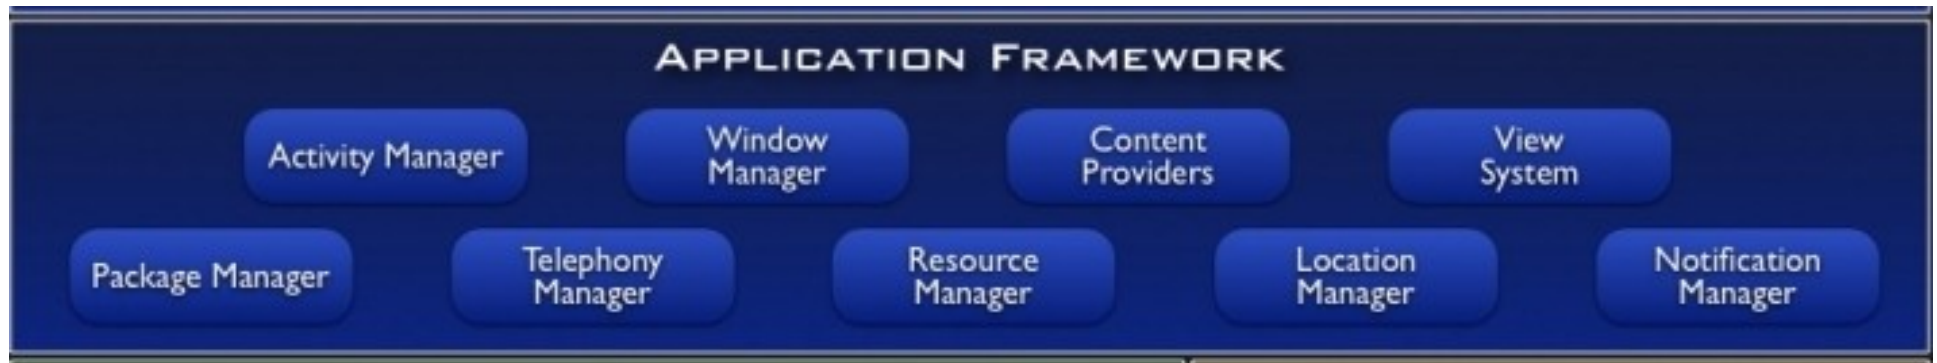 APPLICATION FRAMEWORK
Activity Manager
Window
Manager
Content
Providers
View
System
Package Manager
Telephony
Manager
Resource
Manager
Location
Manager
Notification
Manager